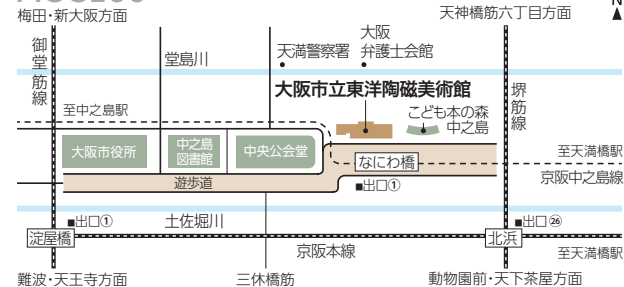 梅田・新大阪方面
天神橋筋六丁目方面
N
御堂筋線
堂島川
天満警察署
大阪
弁護士会館
大阪市立東洋陶磁美術館
こども本の森
中之島
堺筋線
至中之島駅
大阪市役所
中之島
図書館
中央公会堂
なにわ橋
至天満橋駅
京阪中之島線
遊歩道
■出口①
■出口①
土佐堀川
■出口㉖
淀屋橋
京阪本線
北浜
至天満橋駅
難波・天王寺方面
三休橋筋
動物園前・天下茶屋方面